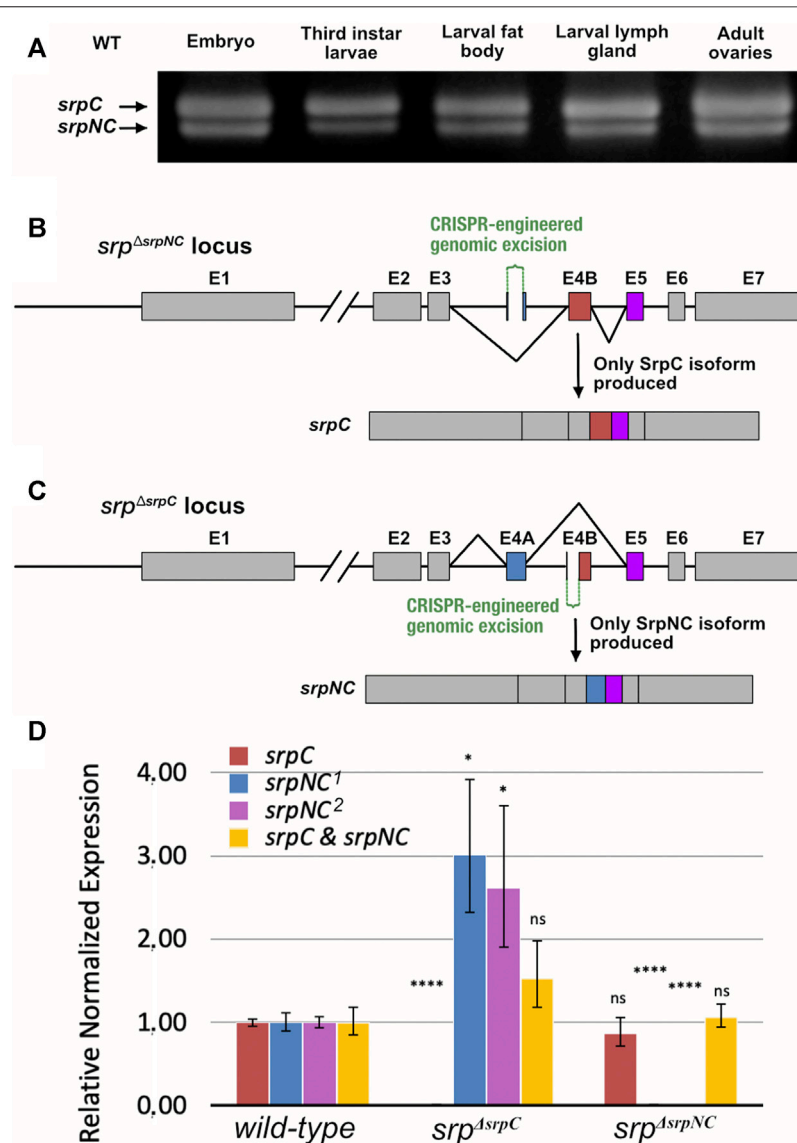 A
WT
Embryo
Third instar
larvae
Larval fat
body
Larval lymph
gland
Adult
ovaries
srpC
srpNC
B
srpΔsrpNC locus
CRISPR-engineered
genomic excision
E1 E2 E3 E4B E5 E6 E7
Only SrpC isoform
produced
srpC
C
srpΔsrpC locus
E1 E2 E3 E4A E4B E5 E6 E7
CRISPR-engineered
genomic excision
Only SrpNC isoform
produced
srpNC
D
Relative Normalized Expression
srpC
srpNC1
srpNC2
srpC & srpNC
4.00
3.00
2.00
1.00
0.00
* * ns
****
ns **** **** ns
wild-type srpΔsrpC srpΔsrpNC